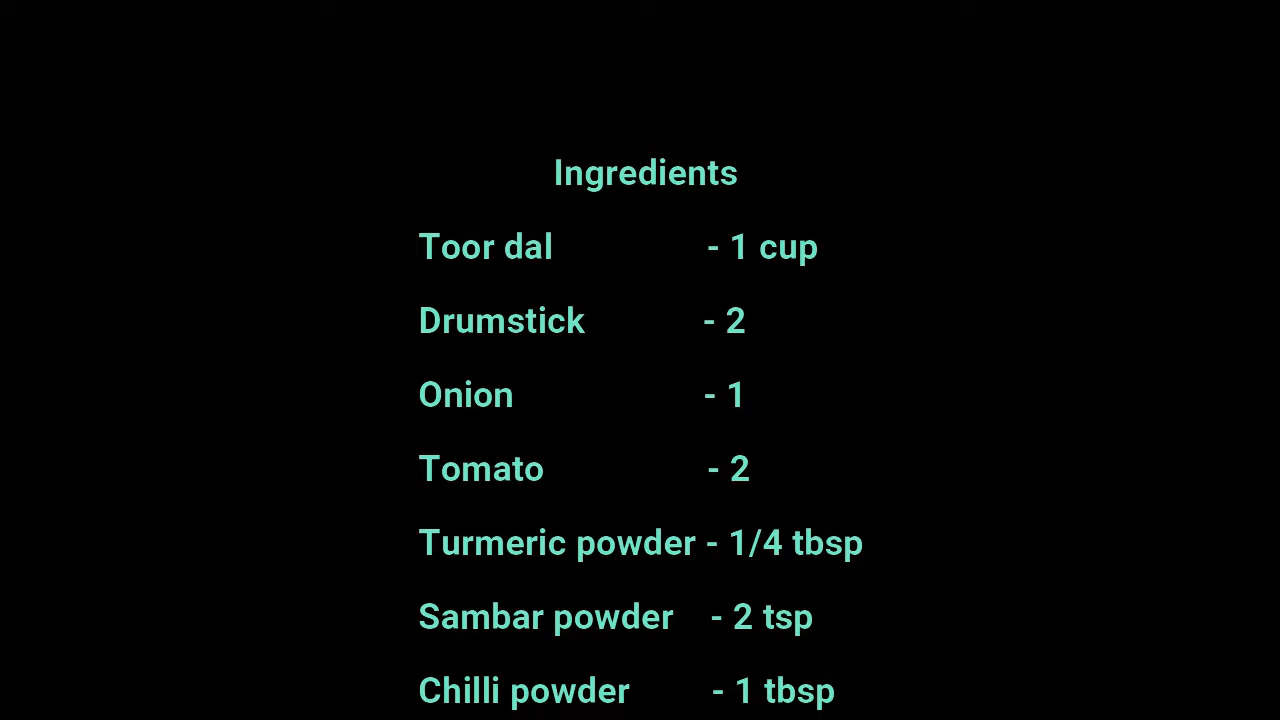 Ingredients
Toor dal - 1 cup
Drumstick - 2
Onion - 1
Tomato - 2
Turmeric powder - 1/4 tbsp
Sambar powder - 2 tsp
Chilli powder - 1 tbsp